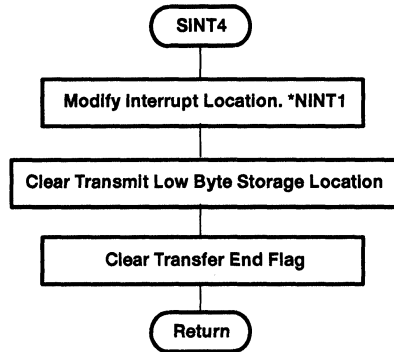 SINT4
Modify Interrupt Location. *NINT1
Clear Transmit Low Byte Storage Location
Clear Transfer End Flag
Return